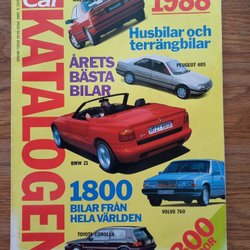 Car
KATALOGEN
1988
Husbilar och
terrängbilar
ÅRETS
BÄSTA
BILAR
PEUGEOT 405
BMW Z1
1800
BILAR FRÅN
HELA VÄRLDEN
VOLVO 760
TOYOTA COROLLA